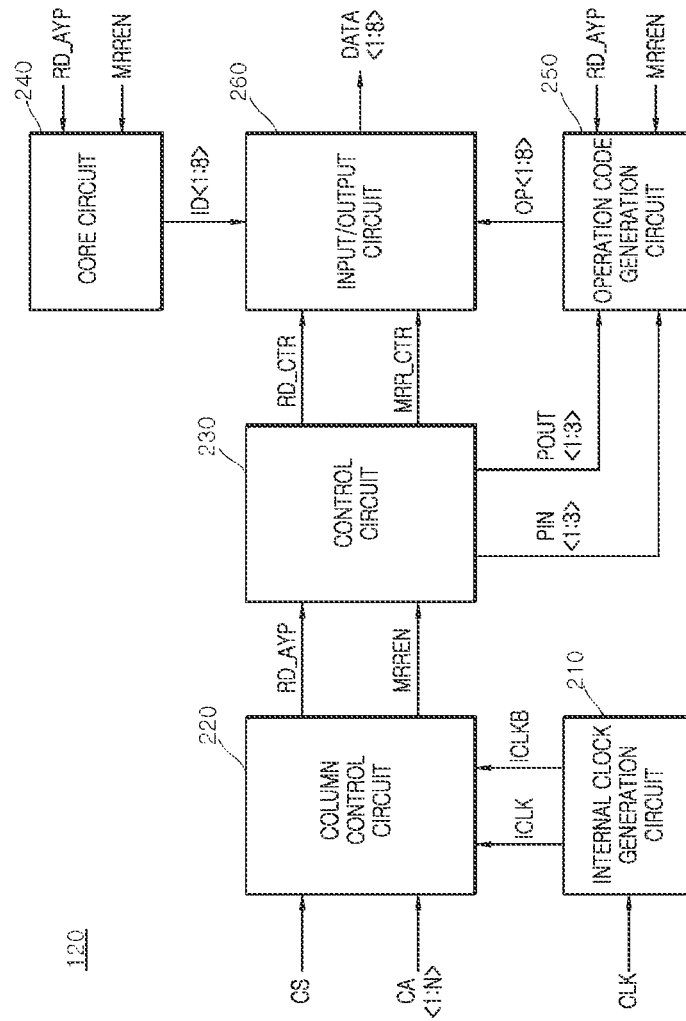 120
CS
CA
<1:N>
220
COLUMN
CONTROL
CIRCUIT
RD_AYP
MRREN
ICLK
ICLKB
CLK
210
INTERNAL CLOCK
GENERATION
CIRCUIT
230
CONTROL
CIRCUIT
RD_CTR
MRR_CTR
PIN
<1:3>
POUT
<1:3>
240
CORE CIRCUIT
RD_AYP
MRREN
ID<1:8>
260
INPUT/OUTPUT
CIRCUIT
DATA
<1:8>
OP<1:8>
250
OPERATION CODE
GENERATION
CIRCUIT
RD_AYP
MRREN